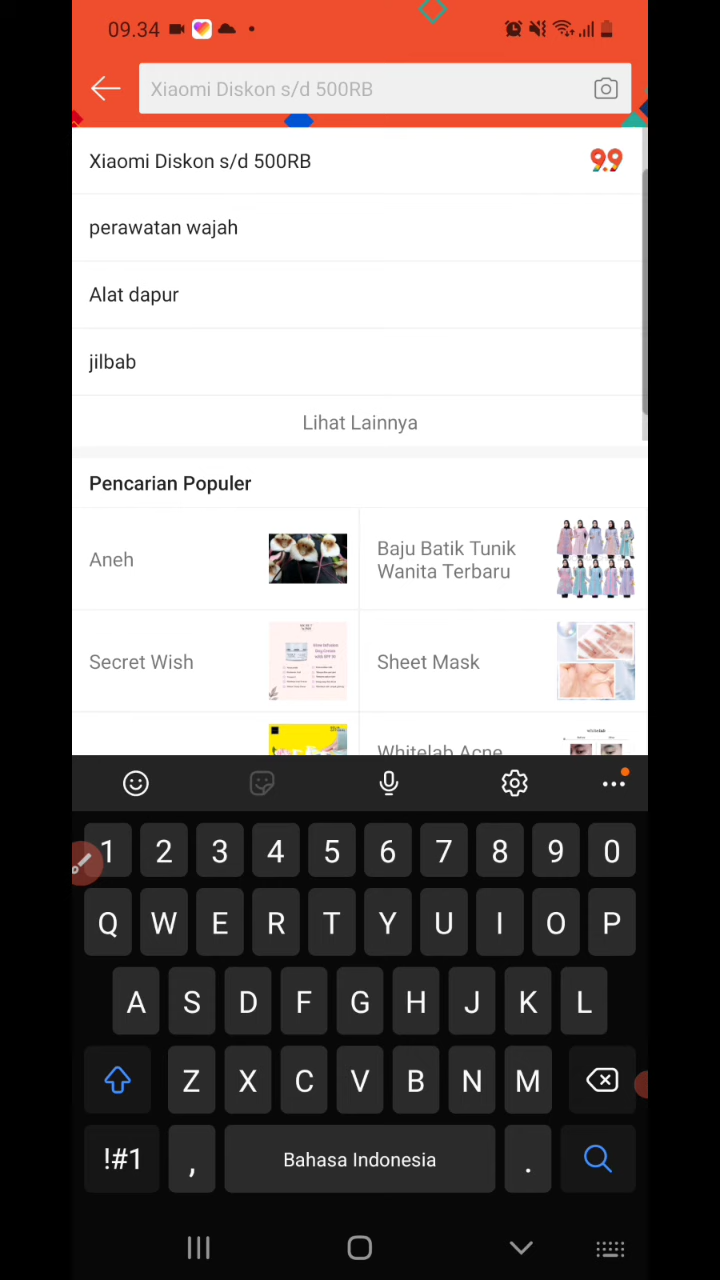 09.34
Xiaomi Diskon s/d 500RB
Xiaomi Diskon s/d 500RB
9.9
perawatan wajah
Alat dapur
jilbab
Lihat Lainnya
Pencarian Populer
Aneh
Baju Batik Tunik
Wanita Terbaru
Secret Wish
Sheet Mask
Whitelab Acne
1 2 3 4 5 6 7 8 9 0
Q W E R T Y U I O P
A S D F G H J K L
Z X C V B N M
!#1 , Bahasa Indonesia .